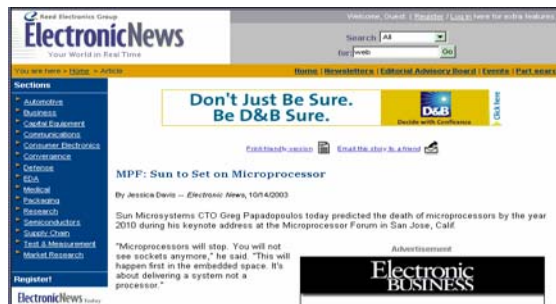 Reed Electronics Group
ElectronicNews
Your World in Real Time
Welcome, Guest. | Register / Log in here for extra features
Search All
for: web Go
You are here > Home > Article
Home | Newsletters | Editorial Advisory Board | Events |
Sections
Automotive
Business
Capital Equipment
Communications
Consumer Electronics
Convergence
Defense
EDA
Medical
Packaging
Research
Semiconductors
Supply Chain
Test & Measurement
Market Research
Register!
ElectronicNews Today
Don't Just Be Sure.
Be D&B Sure.
D&B
Decide with Confidence
Click here
Print friendly version
Email this story to a friend
MPF: Sun to Set on Microprocessor
By Jessica Davis -- Electronic News, 10/14/2003
Sun Microsystems CTO Greg Papadopoulos today predicted the death of microprocessors by the year
2010 during his keynote address at the Microprocessor Forum in San Jose, Calif.
"Microprocessors will stop. You will not
see sockets anymore," he said. "This will
happen first in the embedded space. It's
about delivering a system not a
processor."
Advertisement
Electronic
BUSINESS